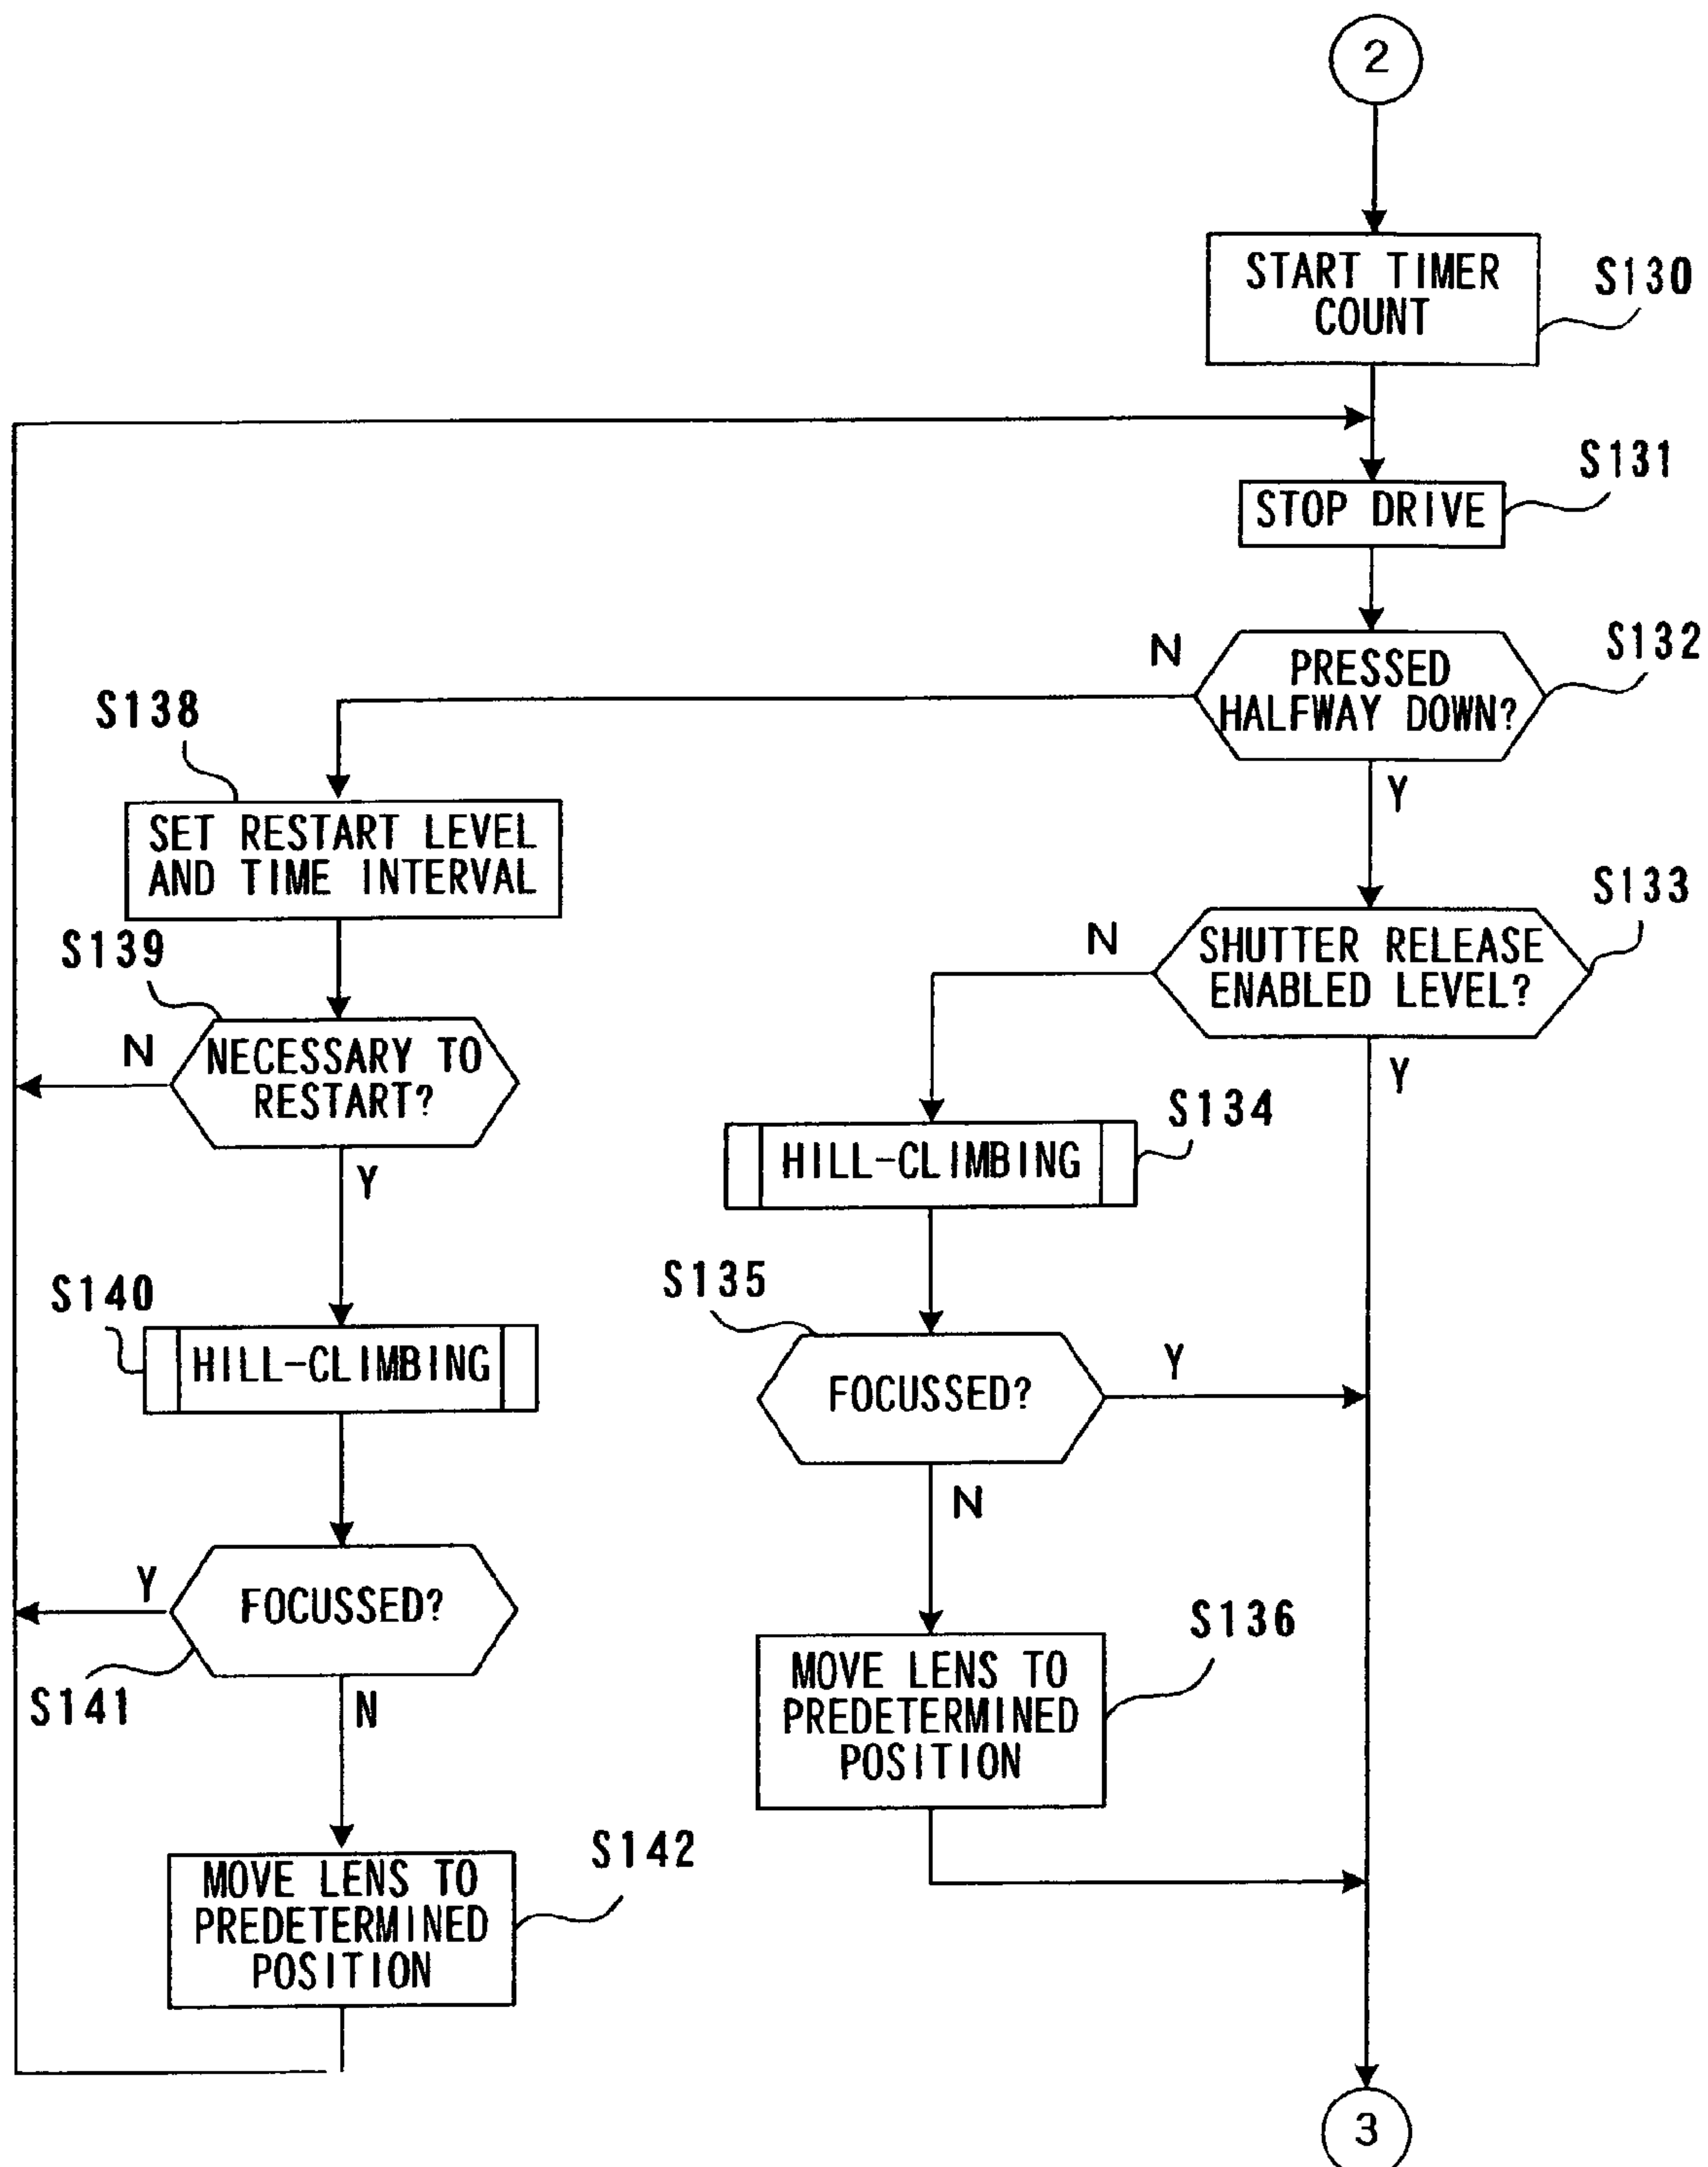 2
START TIMER
COUNT
S130
S131
STOP DRIVE
S132
N
PRESSED
HALFWAY DOWN?
Y
S138
SET RESTART LEVEL
AND TIME INTERVAL
S133
N
SHUTTER RELEASE
ENABLED LEVEL?
Y
S139
N
NECESSARY TO
RESTART?
Y
S134
HILL-CLIMBING
S140
HILL-CLIMBING
S135
FOCUSSED?
Y
N
Y
FOCUSSED?
S141
N
S136
MOVE LENS TO
PREDETERMINED
POSITION
S142
MOVE LENS TO
PREDETERMINED
POSITION
3